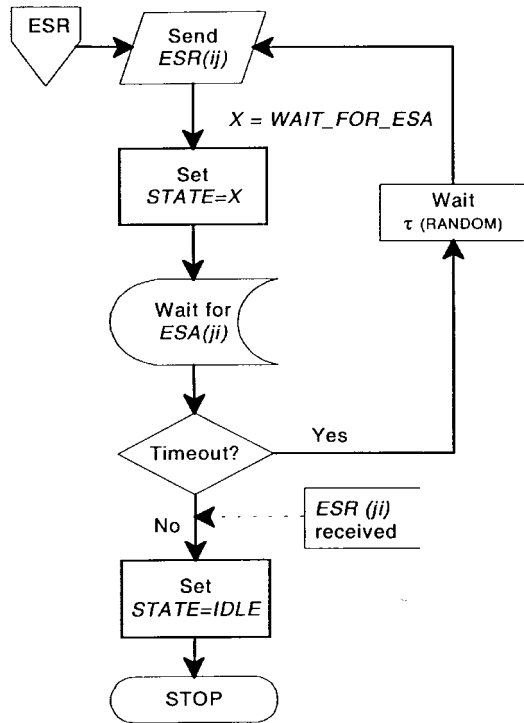 ESR
Send
ESR(ij)
X = WAIT_FOR_ESA
Set
STATE=X
Wait
τ (RANDOM)
Wait for
ESA(ji)
Timeout?
Yes
No
ESR (ji)
received
Set
STATE=IDLE
STOP